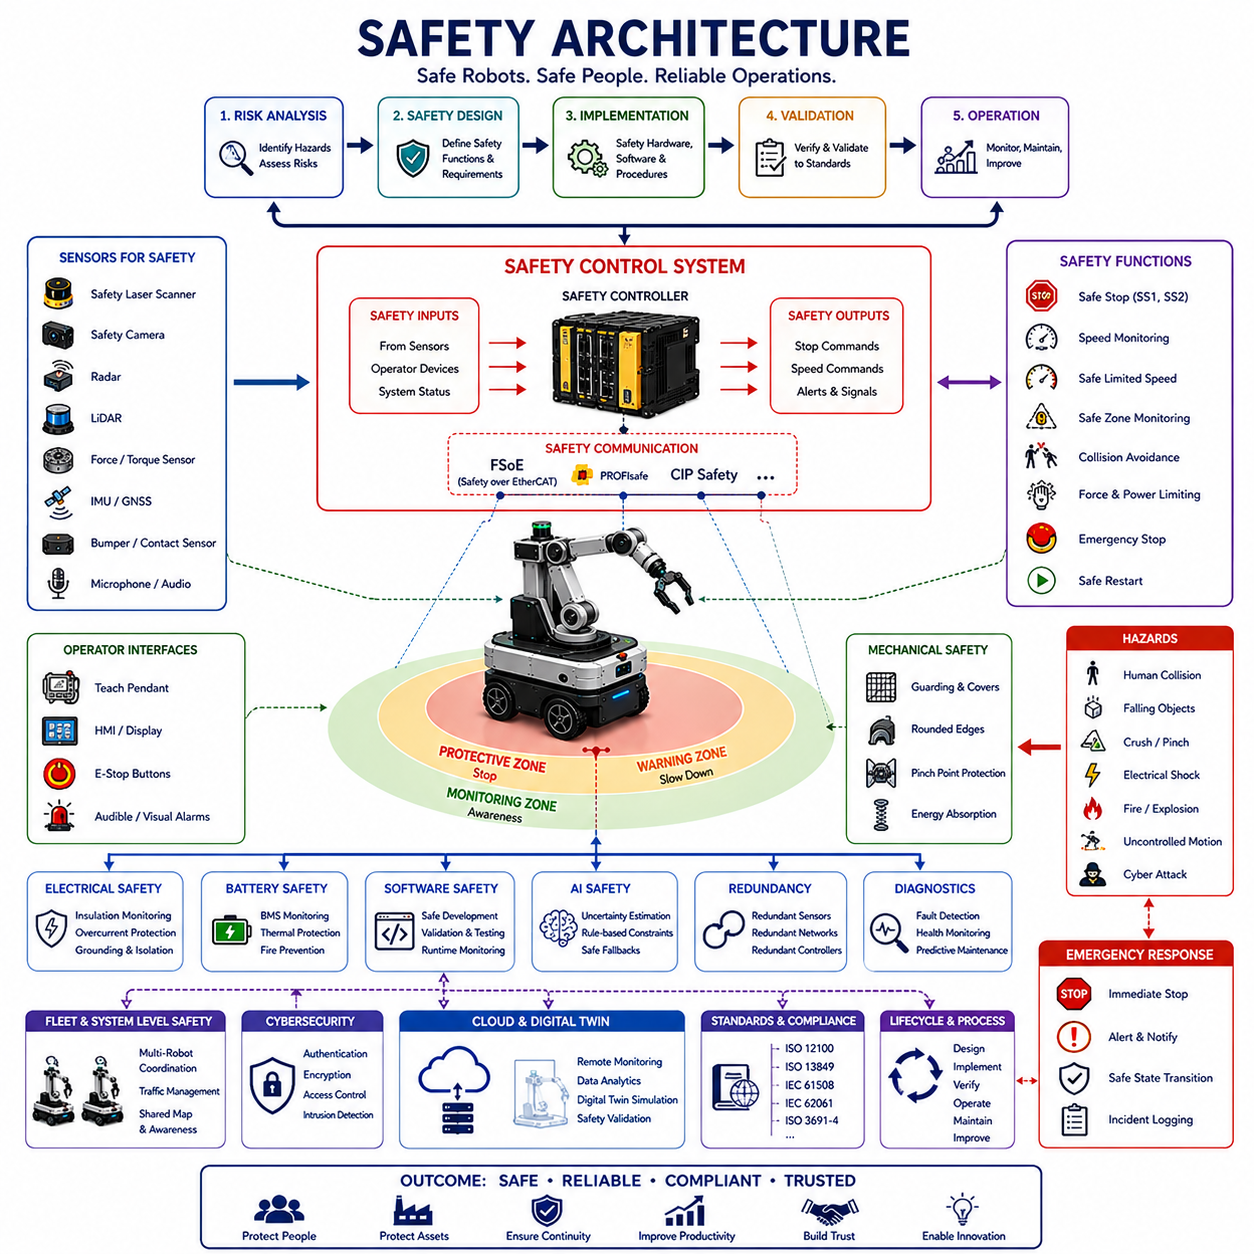 SAFETY ARCHITECTURE
Safe Robots. Safe People. Reliable Operations.
1. RISK ANALYSIS
Identify Hazards
Assess Risks
2. SAFETY DESIGN
Define Safety
Functions &
Requirements
3. IMPLEMENTATION
Safety Hardware,
Software &
Procedures
4. VALIDATION
Verify & Validate
to Standards
5. OPERATION
Monitor, Maintain,
Improve
SENSORS FOR SAFETY
Safety Laser Scanner
Safety Camera
Radar
LiDAR
Force / Torque Sensor
IMU / GNSS
Bumper / Contact Sensor
Microphone / Audio
SAFETY CONTROL SYSTEM
SAFETY INPUTS
From Sensors
Operator Devices
System Status
SAFETY CONTROLLER
SAFETY OUTPUTS
Stop Commands
Speed Commands
Alerts & Signals
SAFETY COMMUNICATION
FSoE
(Safety over EtherCAT)
PROFIsafe
CIP Safety
...
SAFETY FUNCTIONS
STOP
Safe Stop (SS1, SS2)
Speed Monitoring
Safe Limited Speed
Safe Zone Monitoring
Collision Avoidance
Force & Power Limiting
Emergency Stop
Safe Restart
OPERATOR INTERFACES
Teach Pendant
HMI / Display
E-Stop Buttons
Audible / Visual Alarms
PROTECTIVE ZONE
Stop
WARNING ZONE
Slow Down
MONITORING ZONE
Awareness
MECHANICAL SAFETY
Guarding & Covers
Rounded Edges
Pinch Point Protection
Energy Absorption
HAZARDS
Human Collision
Falling Objects
Crush / Pinch
Electrical Shock
Fire / Explosion
Uncontrolled Motion
Cyber Attack
ELECTRICAL SAFETY
Insulation Monitoring
Overcurrent Protection
Grounding & Isolation
BATTERY SAFETY
BMS Monitoring
Thermal Protection
Fire Prevention
SOFTWARE SAFETY
Safe Development
Validation & Testing
Runtime Monitoring
AI SAFETY
Uncertainty Estimation
Rule-based Constraints
Safe Fallbacks
REDUNDANCY
Redundant Sensors
Redundant Networks
Redundant Controllers
DIAGNOSTICS
Fault Detection
Health Monitoring
Predictive Maintenance
EMERGENCY RESPONSE
STOP
Immediate Stop
Alert & Notify
Safe State Transition
Incident Logging
FLEET & SYSTEM LEVEL SAFETY
Multi-Robot
Coordination
Traffic Management
Shared Map
& Awareness
CYBERSECURITY
Authentication
Encryption
Access Control
Intrusion Detection
CLOUD & DIGITAL TWIN
Remote Monitoring
Data Analytics
Digital Twin Simulation
Safety Validation
STANDARDS & COMPLIANCE
ISO 12100
ISO 13849
IEC 61508
IEC 62061
ISO 3691-4
...
LIFECYCLE & PROCESS
Design
Implement
Verify
Operate
Maintain
Improve
OUTCOME: SAFE • RELIABLE • COMPLIANT • TRUSTED
Protect People
Protect Assets
Ensure Continuity
Improve Productivity
Build Trust
Enable Innovation